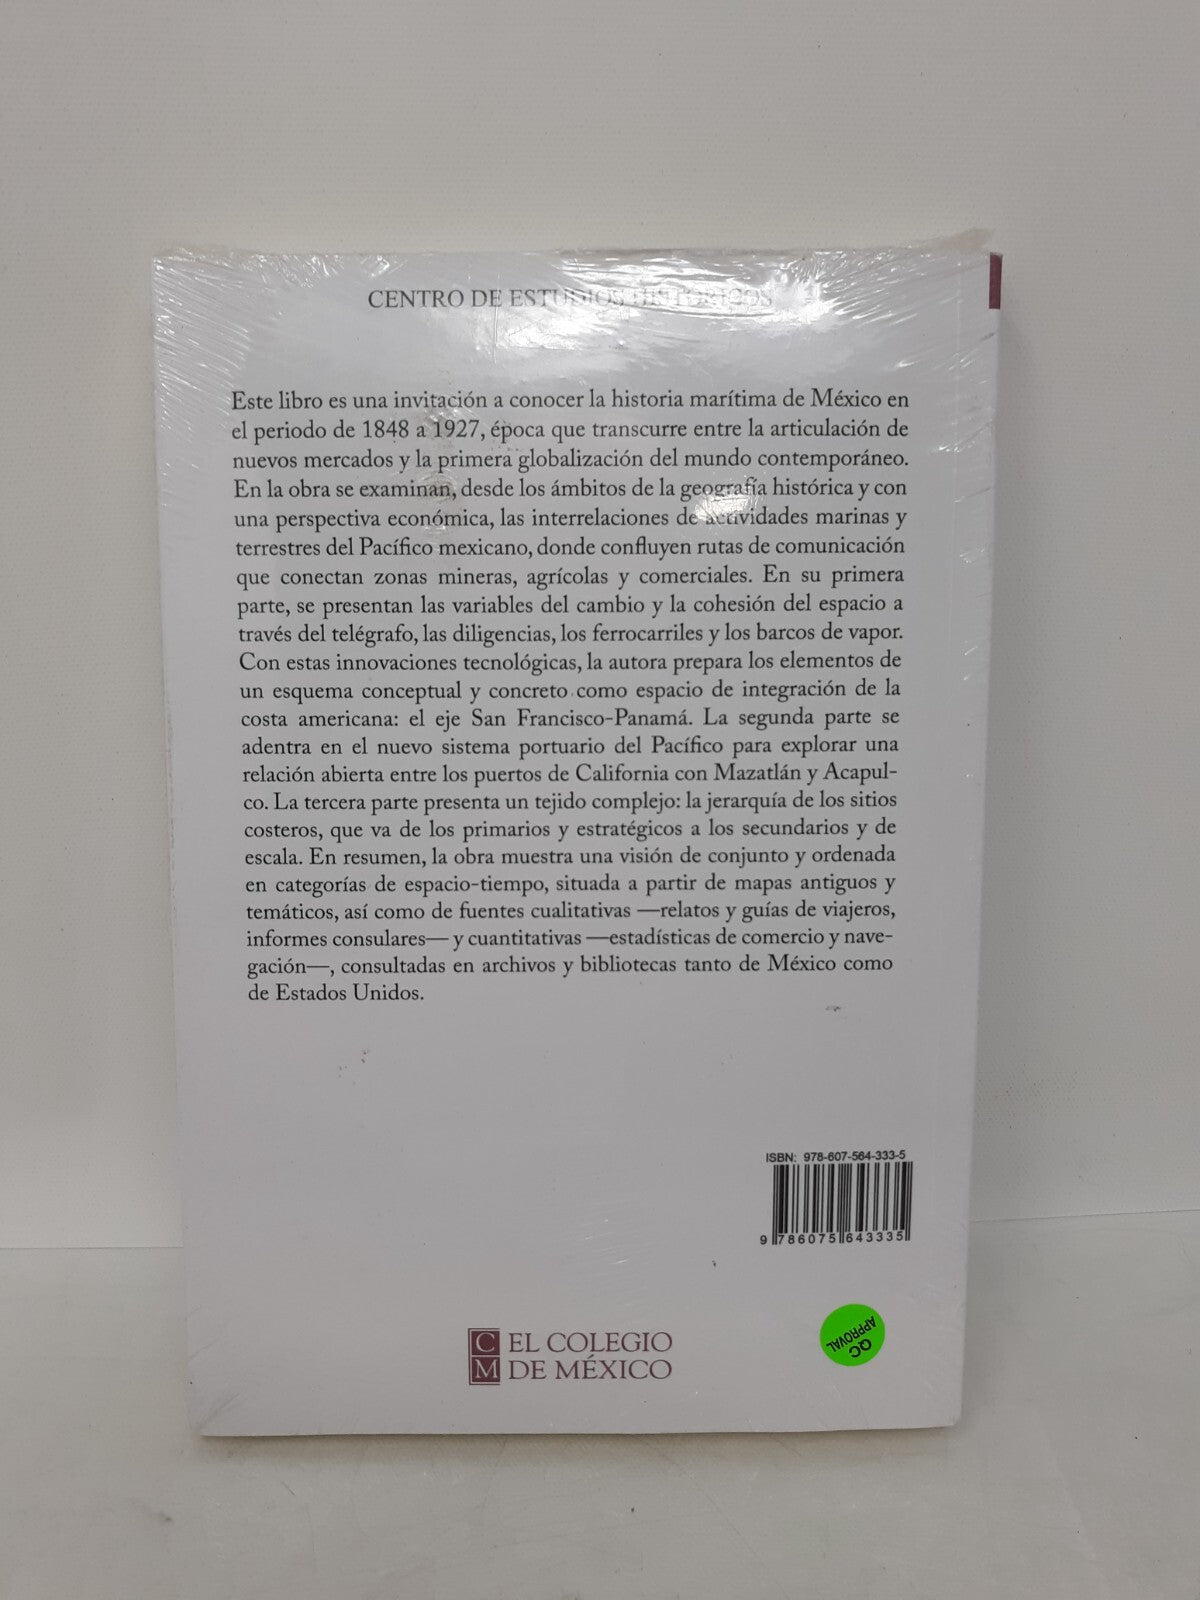 CENTRO DE ESTUDIOS HISTÓRICOS
Este libro es una invitación a conocer la historia marítima de México en
el periodo de 1848 a 1927, época que transcurre entre la articulación de
nuevos mercados y la primera globalización del mundo contemporáneo.
En la obra se examinan, desde los ámbitos de la geografía histórica y con
una perspectiva económica, las interrelaciones de actividades marinas y
terrestres del Pacífico mexicano, donde confluyen rutas de comunicación
que conectan zonas mineras, agrícolas y comerciales. En su primera
parte, se presentan las variables del cambio y la cohesión del espacio a
través del telégrafo, las diligencias, los ferrocarriles y los barcos de vapor.
Con estas innovaciones tecnológicas, la autora prepara los elementos de
un esquema conceptual y concreto como espacio de integración de la
costa americana: el eje San Francisco-Panamá. La segunda parte se
adentra en el nuevo sistema portuario del Pacífico para explorar una
relación abierta entre los puertos de California con Mazatlán y Acapul-
co. La tercera parte presenta un tejido complejo: la jerarquía de los sitios
costeros, que va de los primarios y estratégicos a los secundarios y de
escala. En resumen, la obra muestra una visión de conjunto y ordenada
en categorías de espacio-tiempo, situada a partir de mapas antiguos y
temáticos, así como de fuentes cualitativas —relatos y guías de viajeros,
informes consulares— y cuantitativas —estadísticas de comercio y nave-
gación—, consultadas en archivos y bibliotecas tanto de México como
de Estados Unidos.
ISBN: 978-607-564-333-5
9 786075 643335
QC
APPROVAL
CM
EL COLEGIO
DE MÉXICO